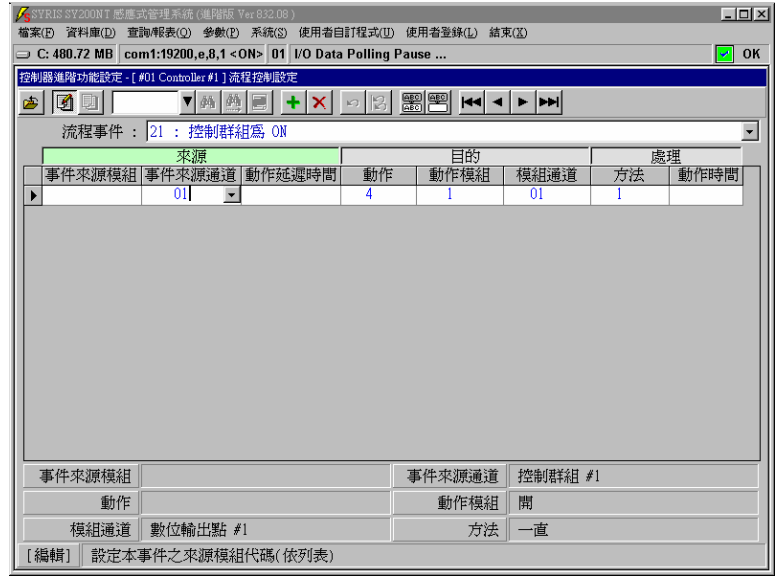 SYRIS SY200NT 感應式管理系統 (進階版 Ver 832.08 )
檔案(F) 資料庫(D) 查詢/報表(Q) 參數(P) 系統(S) 使用者自訂程式(U) 使用者登錄(L) 結束(X)
C: 480.72 MB com1:19200,e,8,1 <ON> 01 I/O Data Polling Pause ... OK
控制器進階功能設定 - [ #01 Controller #1 ] 流程控制設定
流程事件 : 21 : 控制群組為 ON
來源 目的 處理
事件來源模組 事件來源通道 動作延遲時間 動作 動作模組 模組通道 方法 動作時間
01 4 1 01 1
事件來源模組 事件來源通道 控制群組 #1
動作 動作模組 開
模組通道 數位輸出點 #1 方法 一直
[編輯] 設定本事件之來源模組代碼(依列表)